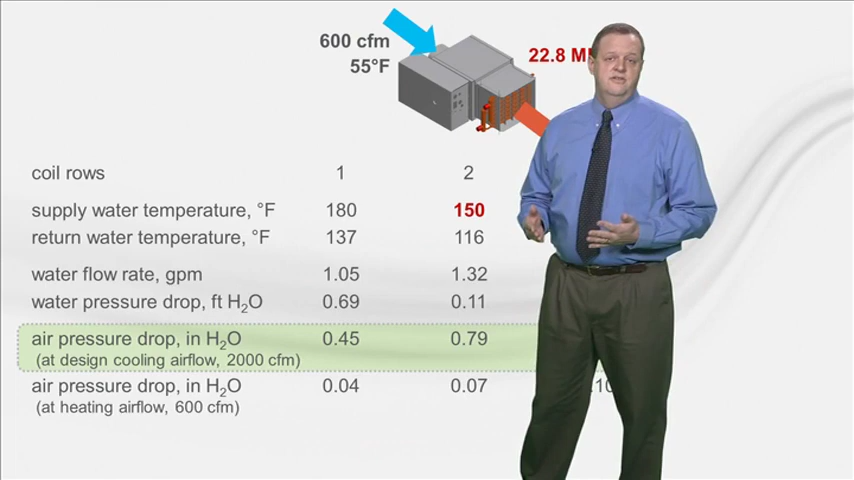 600 cfm
55°F
22.8
coil rows 1 2
supply water temperature, °F 180 150
return water temperature, °F 137 116
water flow rate, gpm 1.05 1.32
water pressure drop, ft H₂O 0.69 0.11
air pressure drop, in H₂O 0.45 0.79
(at design cooling airflow, 2000 cfm)
air pressure drop, in H₂O 0.04 0.07
(at heating airflow, 600 cfm)